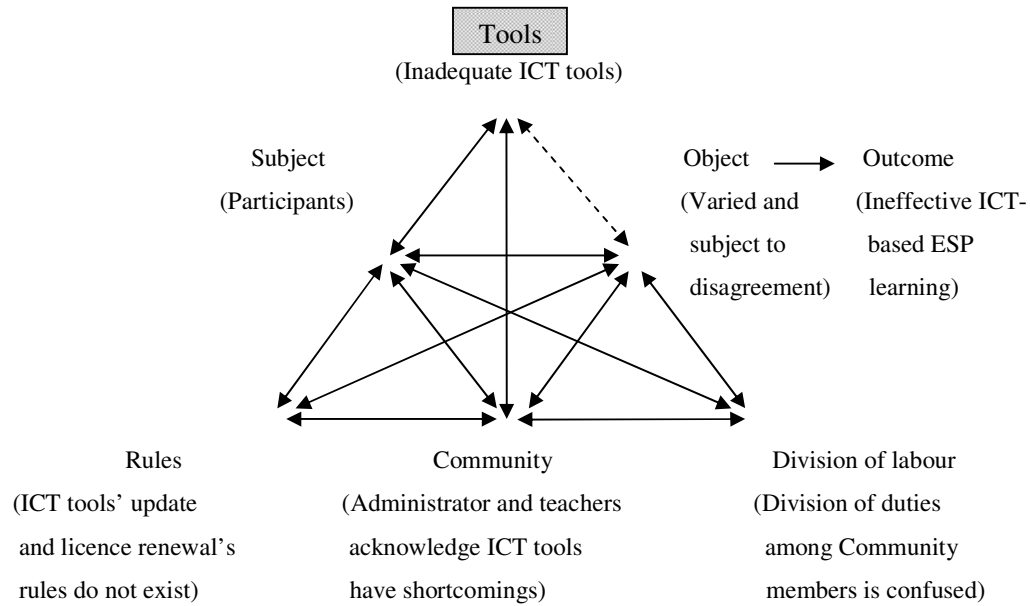 Tools
(Inadequate ICT tools)
Subject
(Participants)
Object
(Varied and
subject to
disagreement)
Outcome
(Ineffective ICT-
based ESP
learning)
Rules
(ICT tools’ update
and licence renewal’s
rules do not exist)
Community
(Administrator and teachers
acknowledge ICT tools
have shortcomings)
Division of labour
(Division of duties
among Community
members is confused)